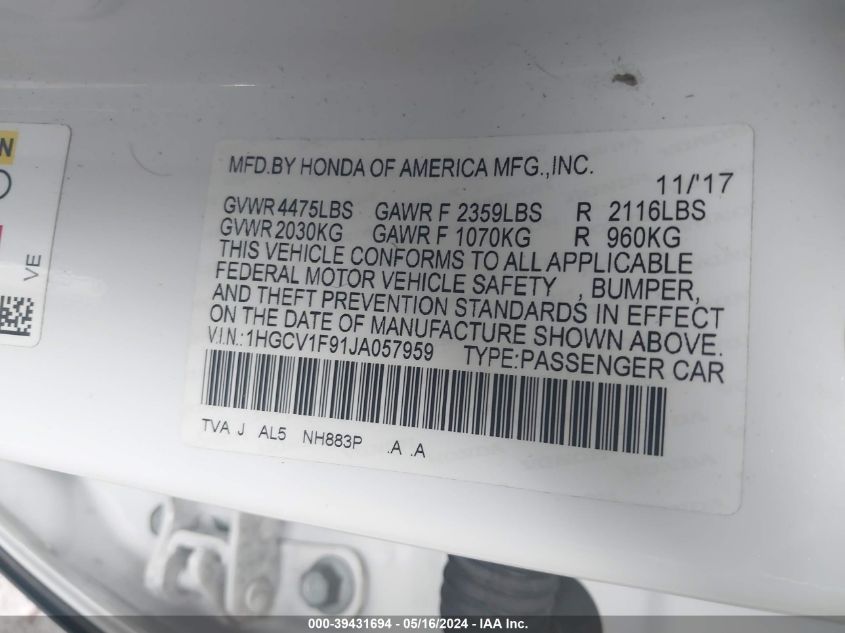 N
VE
MFD.BY HONDA OF AMERICA MFG.,INC.
11/'17
GVWR 4475LBS GAWR F 2359LBS R 2116LBS
GVWR 2030KG GAWR F 1070KG R 960KG
THIS VEHICLE CONFORMS TO ALL APPLICABLE
FEDERAL MOTOR VEHICLE SAFETY , BUMPER,
AND THEFT PREVENTION STANDARDS IN EFFECT
ON THE DATE OF MANUFACTURE SHOWN ABOVE.
V.I.N.:1HGCV1F91JA057959 TYPE:PASSENGER CAR
TVA J AL5 NH883P .A .A
000-39431694 - 05/16/2024 - IAA Inc.